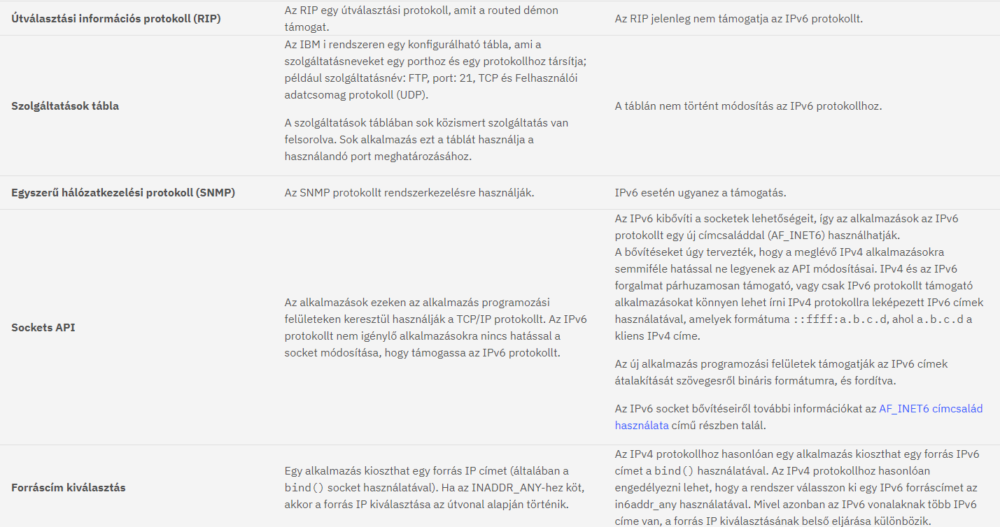 Útválasztási információs protokoll (RIP)
Az RIP egy útválasztási protokoll, amit a routed démon
támogat.
Az RIP jelenleg nem támogatja az IPv6 protokollt.
Szolgáltatások tábla
Az IBM i rendszeren egy konfigurálható tábla, ami a
szolgáltatásneveket egy porthoz és egy protokollhoz társítja;
például szolgáltatásnév: FTP, port: 21, TCP és Felhasználói
adatcsomag protokoll (UDP).
A szolgáltatások táblában sok közismert szolgáltatás van
felsorolva. Sok alkalmazás ezt a táblát használja a
használandó port meghatározásához.
A táblán nem történt módosítás az IPv6 protokollhoz.
Egyszerű hálózatkezelési protokoll (SNMP)
Az SNMP protokollt rendszerkezelésre használják.
IPv6 esetén ugyanez a támogatás.
Sockets API
Az alkalmazások ezeken az alkalmazás programozási
felületeken keresztül használják a TCP/IP protokollt. Az IPv6
protokollt nem igénylő alkalmazásokra nincs hatással a
socket módosítása, hogy támogassa az IPv6 protokollt.
Az IPv6 kibővíti a socketek lehetőségeit, így az alkalmazások az IPv6
protokollt egy új címcsaláddal (AF_INET6) használhatják.
A bővítéseket úgy tervezték, hogy a meglévő IPv4 alkalmazásokra
semmiféle hatással ne legyenek az API módosításai. IPv4 és az IPv6
forgalmat párhuzamosan támogató, vagy csak IPv6 protokollt támogató
alkalmazásokat könnyen lehet írni IPv4 protokollra leképezett IPv6 címek
használatával, amelyek formátuma ::ffff:a.b.c.d, ahol a.b.c.d a
kliens IPv4 címe.
Az új alkalmazás programozási felületek támogatják az IPv6 címek
átalakítását szövegesről bináris formátumra, és fordítva.
Az IPv6 socket bővítéseiről további információkat az AF_INET6 címcsalád
használata című részben talál.
Forráscím kiválasztás
Egy alkalmazás kioszthat egy forrás IP címet (általában a
bind() socket használatával). Ha az INADDR_ANY-hez köt,
akkor a forrás IP kiválasztása az útvonal alapján történik.
Az IPv4 protokollhoz hasonlóan egy alkalmazás kioszthat egy forrás IPv6
címet a bind() használatával. Az IPv4 protokollhoz hasonlóan
engedélyezni lehet, hogy a rendszer válasszon ki egy IPv6 forráscímet az
in6addr_any használatával. Mivel azonban az IPv6 vonalaknak több IPv6
címe van, a forrás IP kiválasztásának belső eljárása különbözik.